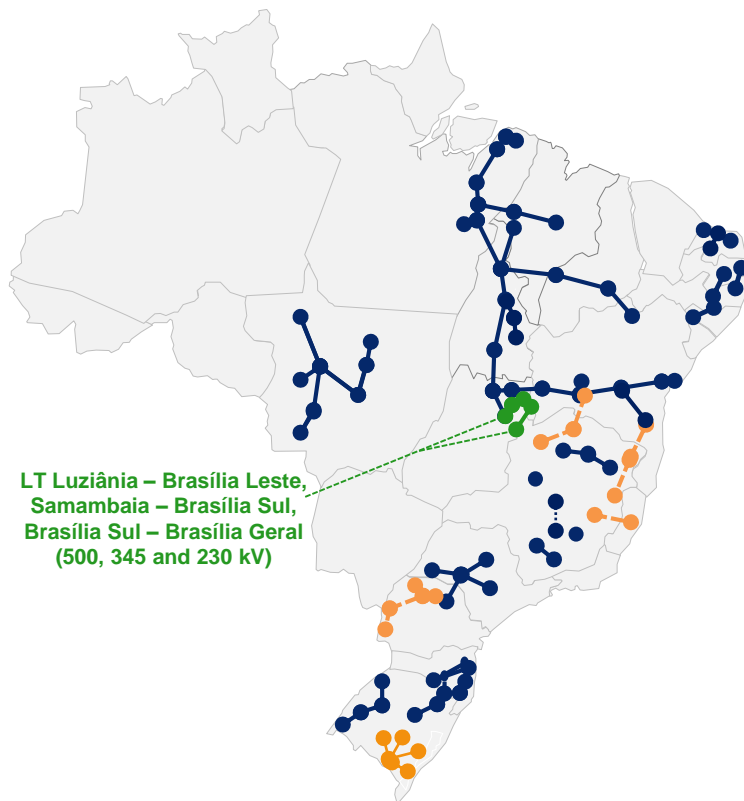 LT Luziânia – Brasília Leste,
Samambaia – Brasília Sul,
Brasília Sul – Brasília Geral
(500, 345 and 230 kV)